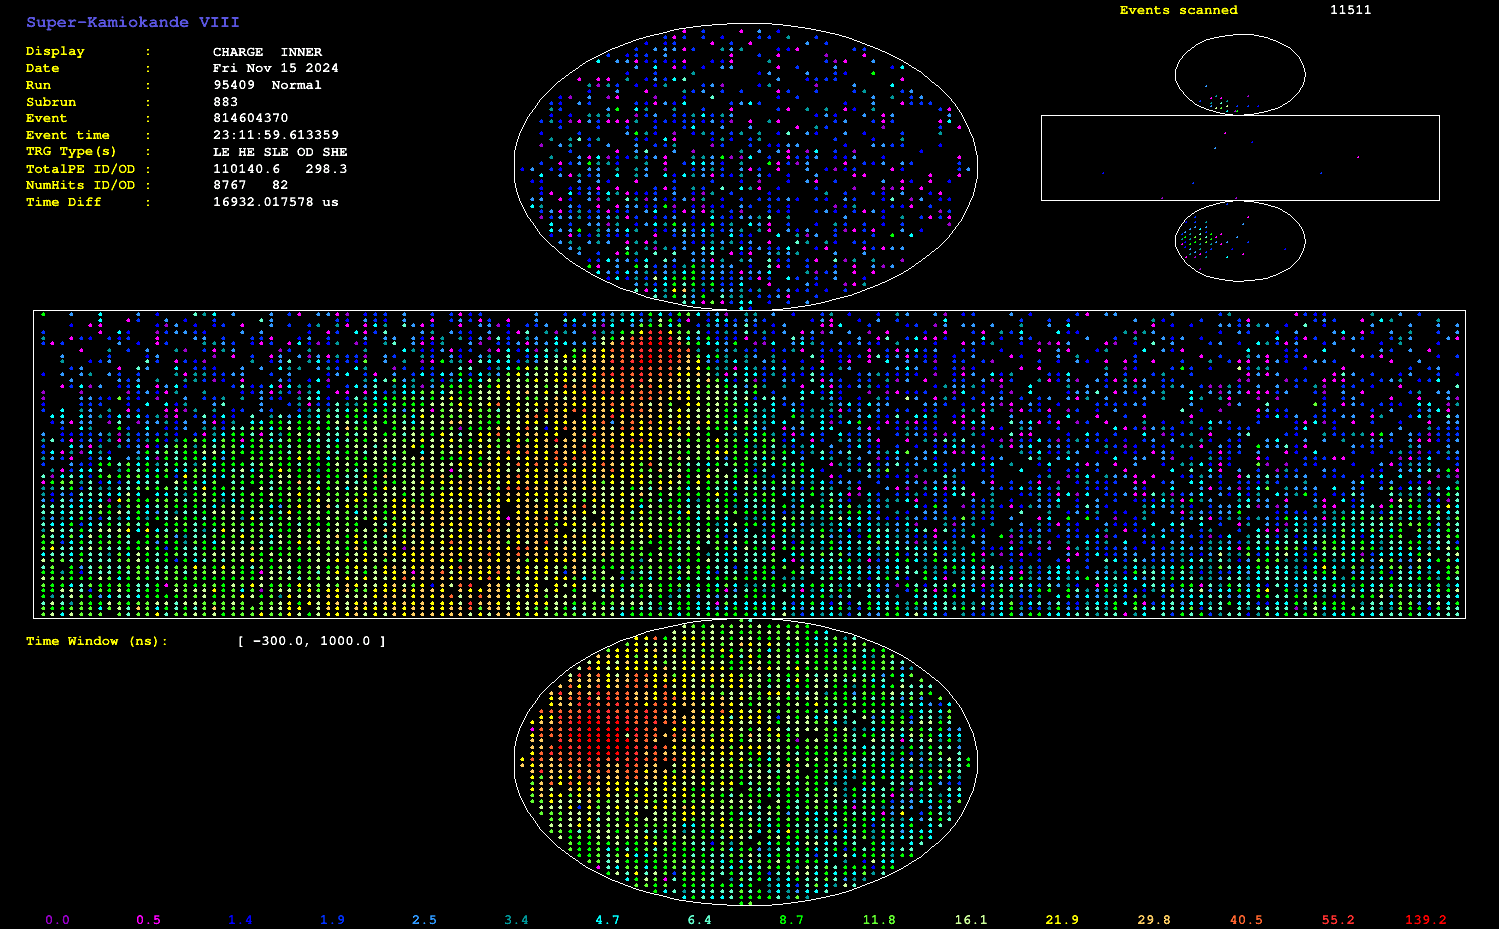 Super-Kamiokande VIII
Events scanned 11511
Display : CHARGE INNER
Date : Fri Nov 15 2024
Run : 95409 Normal
Subrun : 883
Event : 814604370
Event time : 23:11:59.613359
TRG Type(s) : LE HE SLE OD SHE
TotalPE ID/OD : 110140.6 298.3
NumHits ID/OD : 8767 82
Time Diff : 16932.017578 us
Time Window (ns): [ -300.0, 1000.0 ]
0.0 0.5 1.4 1.9 2.5 3.4 4.7 6.4 8.7 11.8 16.1 21.9 29.8 40.5 55.2 139.2